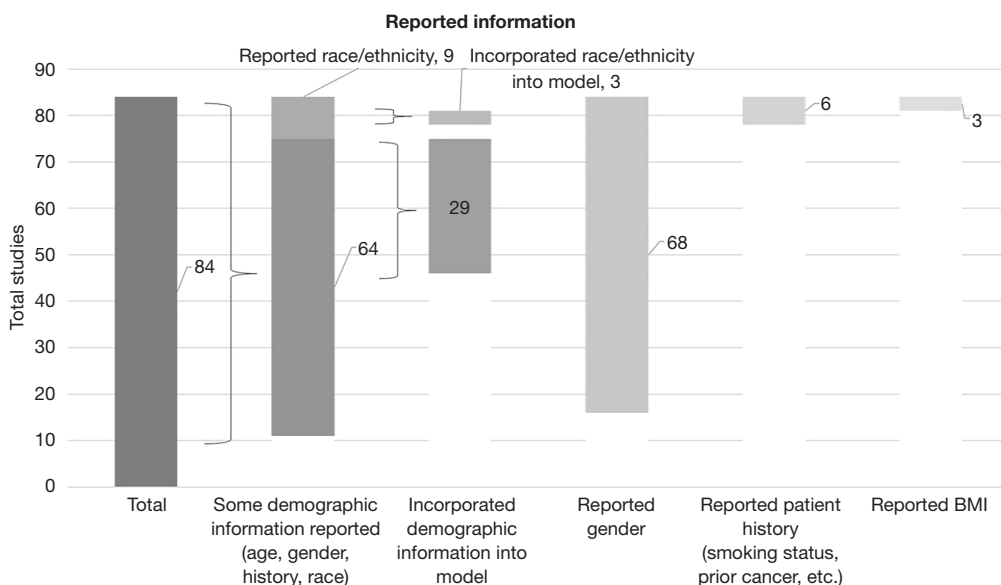 Reported information
Reported race/ethnicity, 9
Incorporated race/ethnicity
into model, 3
Total studies
90
80
70
60
50
40
30
20
10
0
84
64
29
68
6
3
Total
Some demographic
information reported
(age, gender,
history, race)
Incorporated
demographic
information into
model
Reported
gender
Reported patient
history
(smoking status,
prior cancer, etc.)
Reported BMI